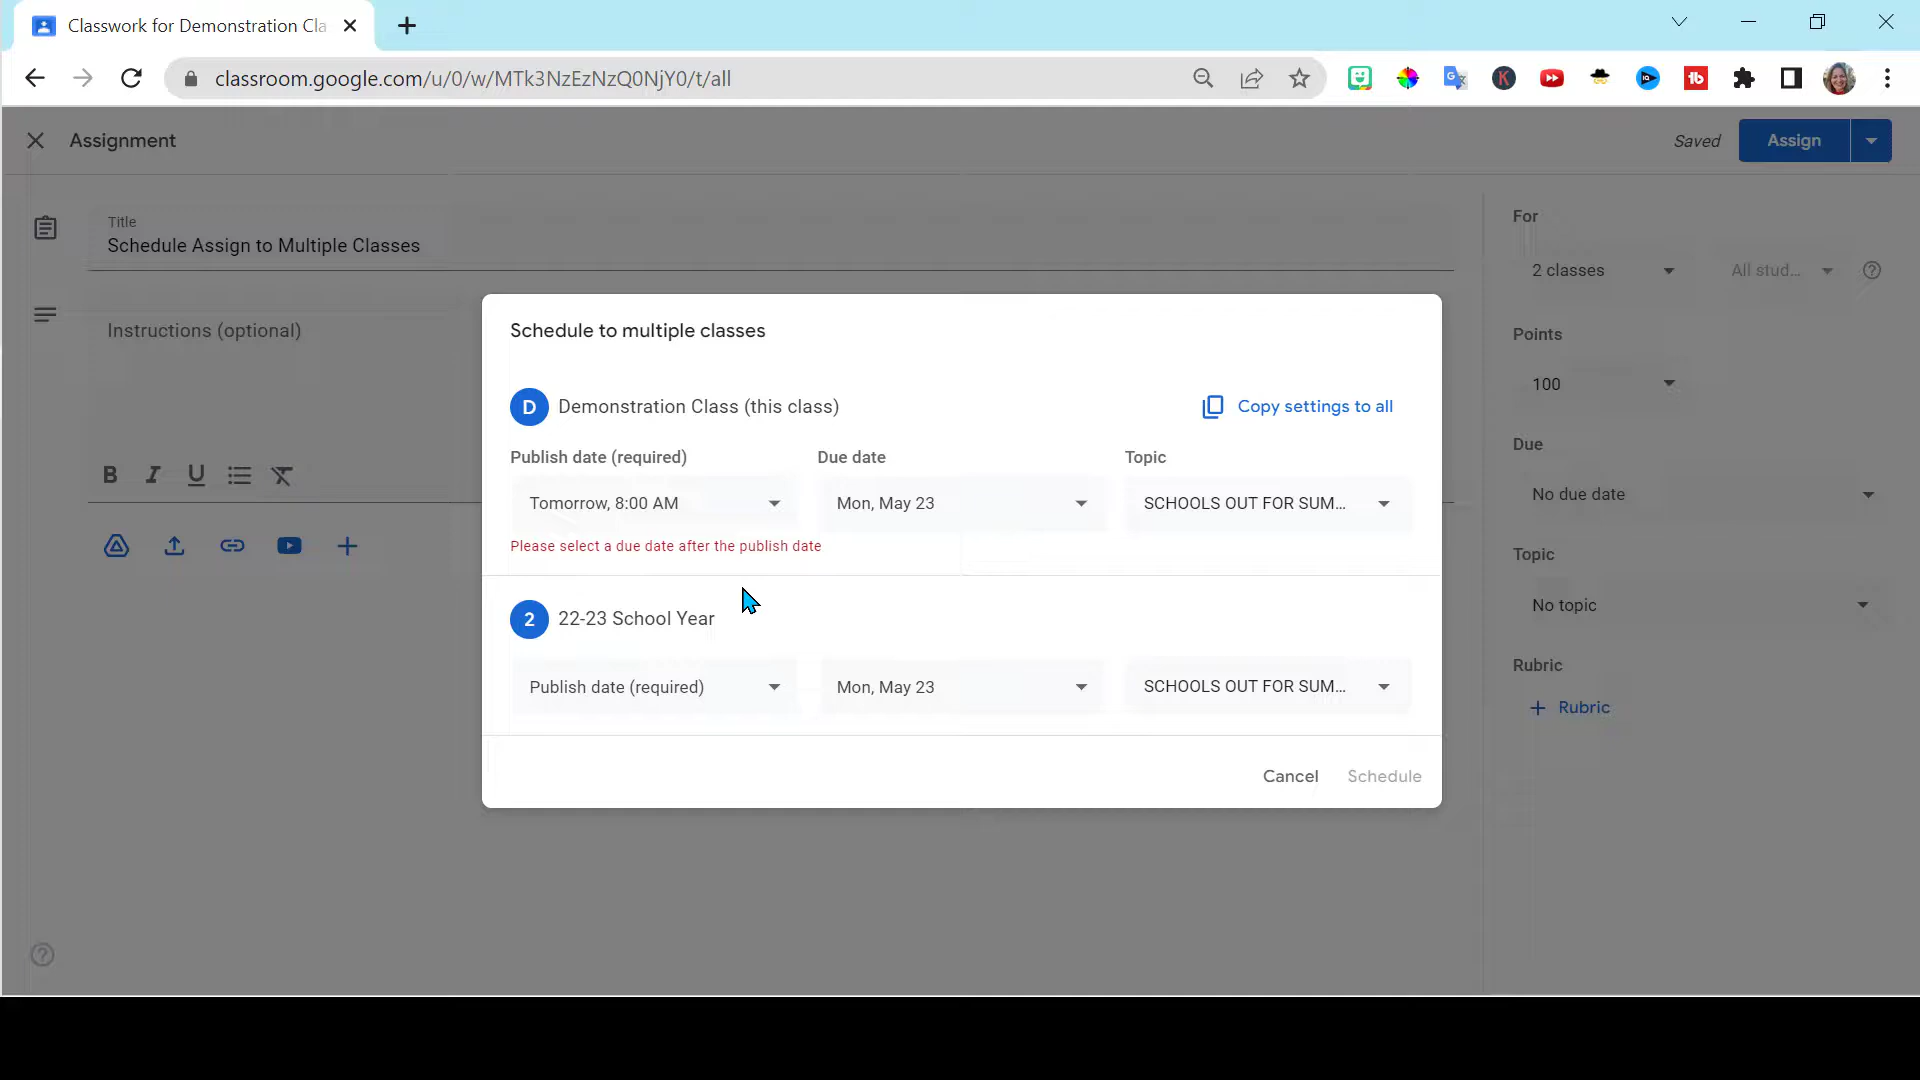 Classwork for Demonstration Cla
classroom.google.com/u/0/w/MTk3NzEzNzQ0NjY0/t/all
Assignment
Saved
Assign
Title
Schedule Assign to Multiple Classes
For
2 classes
All stud...
Instructions (optional)
Points
100
Due
No due date
Topic
No topic
Rubric
Rubric
Schedule to multiple classes
D
Demonstration Class (this class)
Copy settings to all
Publish date (required)
Due date
Topic
Tomorrow, 8:00 AM
Mon, May 23
SCHOOLS OUT FOR SUM...
Please select a due date after the publish date
2
22-23 School Year
Publish date (required)
Mon, May 23
SCHOOLS OUT FOR SUM...
Cancel
Schedule
B
I
U
K
tb